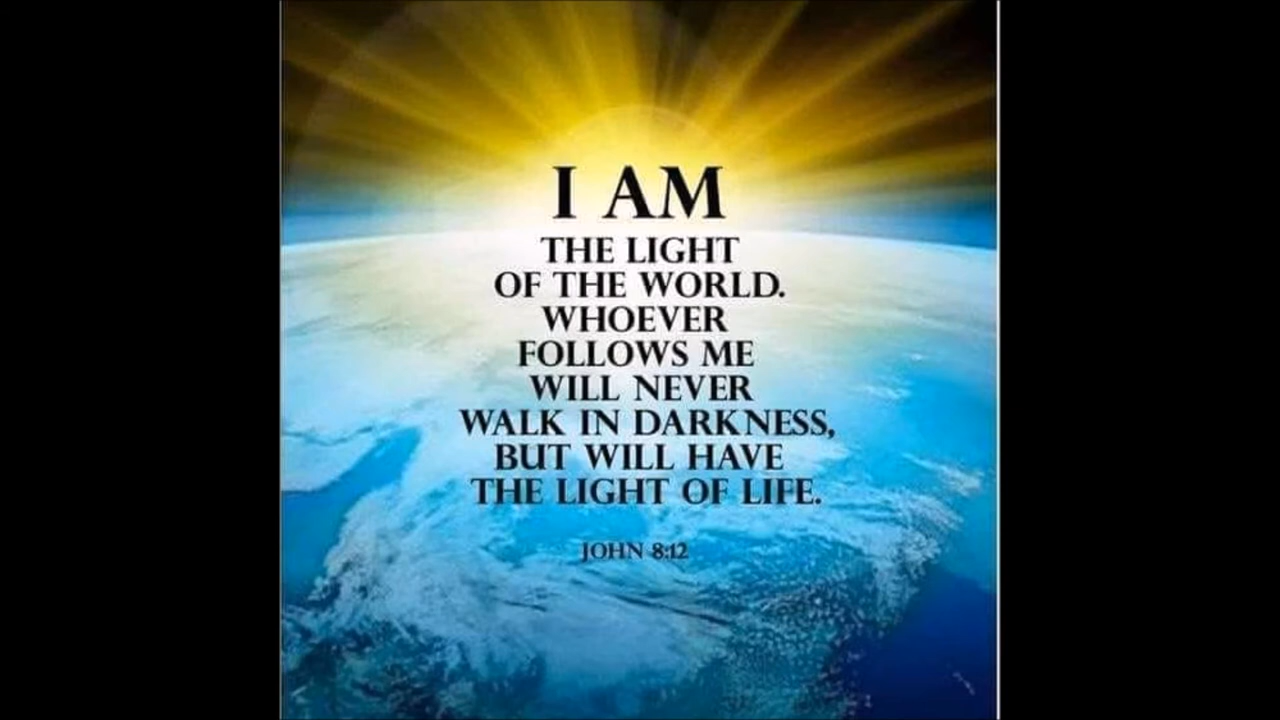 I AM
THE LIGHT
OF THE WORLD.
WHOEVER
FOLLOWS ME
WILL NEVER
WALK IN DARKNESS,
BUT WILL HAVE
THE LIGHT OF LIFE.
JOHN 8:12